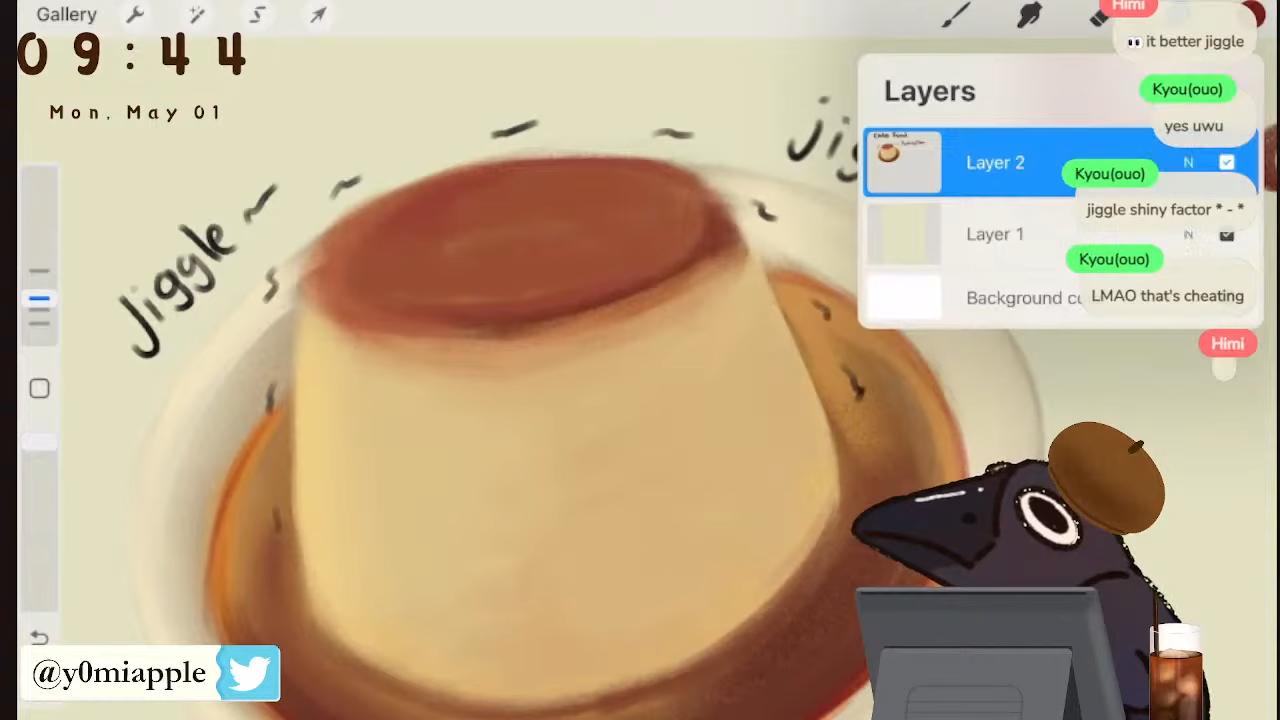 Gallery
09:44
Mon, May 01
Jiggle
jig
Layers
Layer 2
N
Layer 1
N
Background
Himi
👀 it better jiggle
Kyou(ouo)
yes uwu
Kyou(ouo)
jiggle shiny factor * - *
Kyou(ouo)
LMAO that's cheating
Himi
@y0miapple